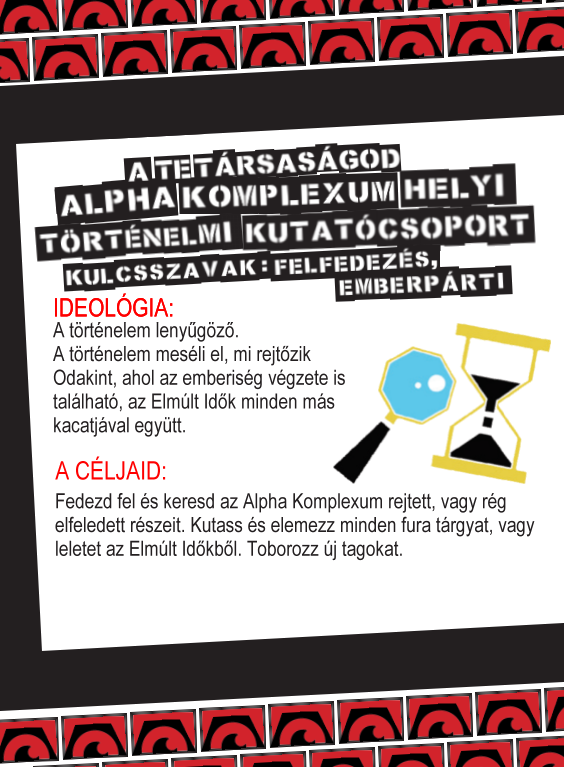 A TETÁRSASÁGOD
ALPHA KOMPLEXUM HELYI
TÖRTÉNELMI KUTATÓCSOPORT
KULCSSZAVAK: FELFEDEZÉS,
EMBERPÁRTI
IDEOLÓGIA:
A történelem lenyűgöző.
A történelem meséli el, mi rejtőzik
Odakint, ahol az emberiség végzete is
található, az Elmúlt Idők minden más
kacatjával együtt.
A CÉLJAID:
Fedezd fel és keresd az Alpha Komplexum rejtett, vagy rég
elfeledett részeit. Kutass és elemezz minden fura tárgyat, vagy
leletet az Elmúlt Időkből. Toborozz új tagokat.